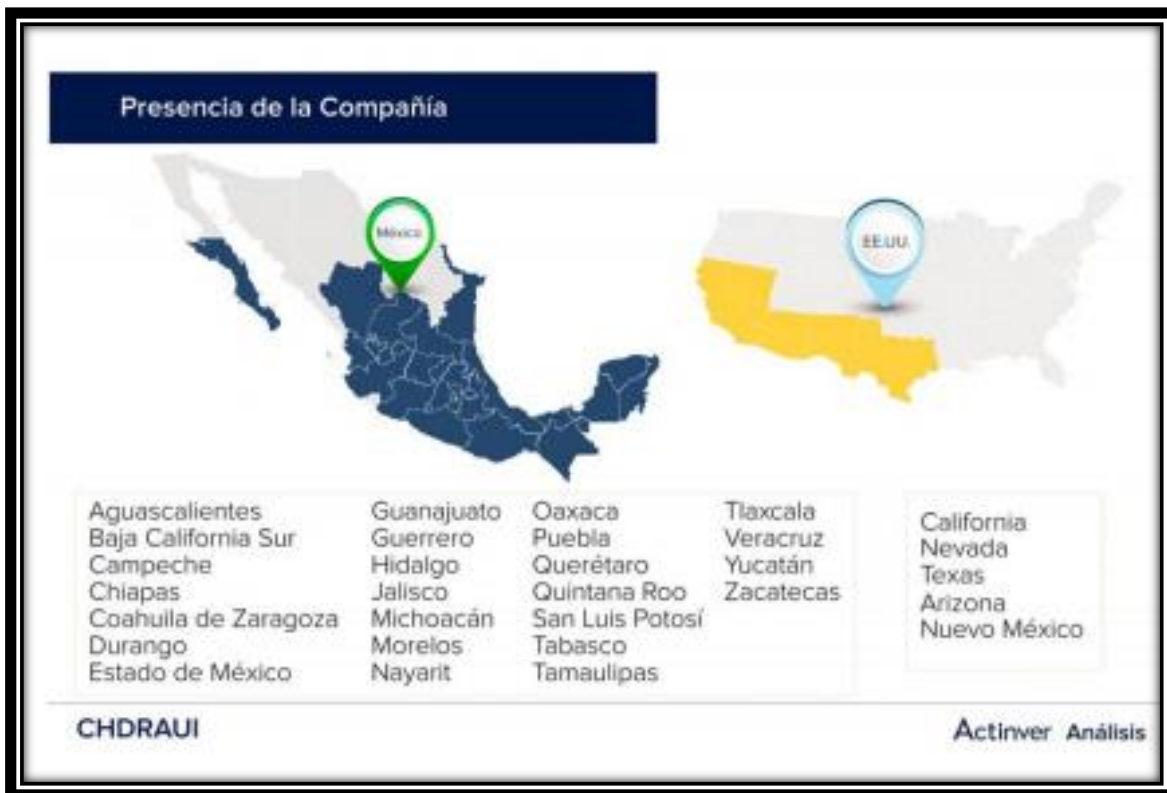 Presencia de la Compañía
México
EE.UU.
Aguascalientes
Baja California Sur
Campeche
Chiapas
Coahuila de Zaragoza
Durango
Estado de México
Guanajuato
Guerrero
Hidalgo
Jalisco
Michoacán
Morelos
Nayarit
Oaxaca
Puebla
Querétaro
Quintana Roo
San Luis Potosí
Tabasco
Tamaulipas
Tlaxcala
Veracruz
Yucatán
Zacatecas
California
Nevada
Texas
Arizona
Nuevo México
CHDRAUI
Actinver Análisis